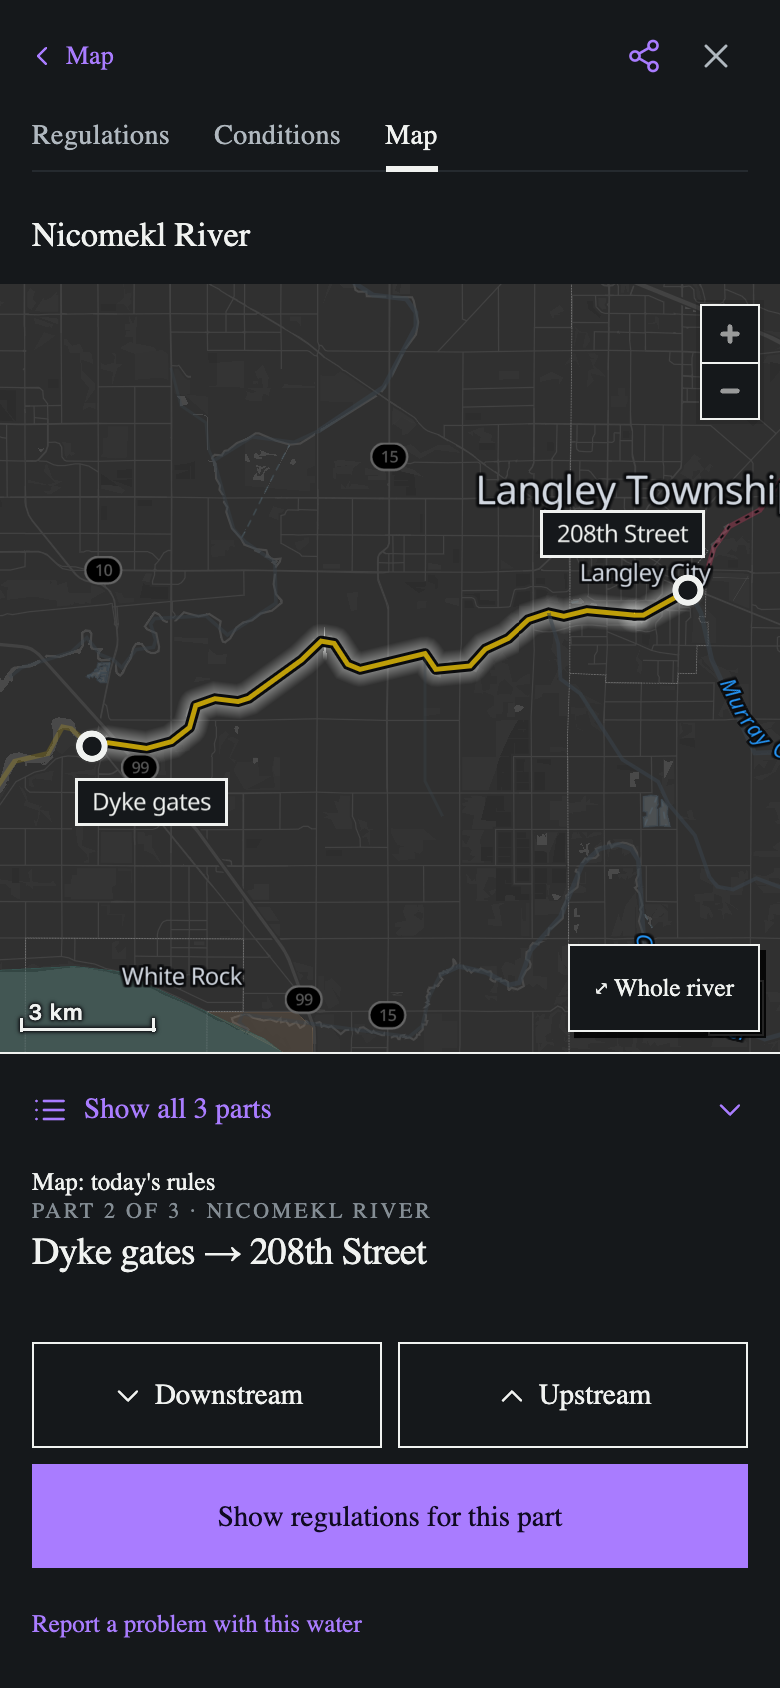 Map
Regulations Conditions Map
Nicomekl River
+
−
15
Langley Township
208th Street
10
Langley City
Murray
99
Dyke gates
White Rock
99
15
3 km
Whole river
Show all 3 parts
Map: today's rules
PART 2 OF 3 · NICOMEKL RIVER
Dyke gates → 208th Street
Downstream Upstream
Show regulations for this part
Report a problem with this water